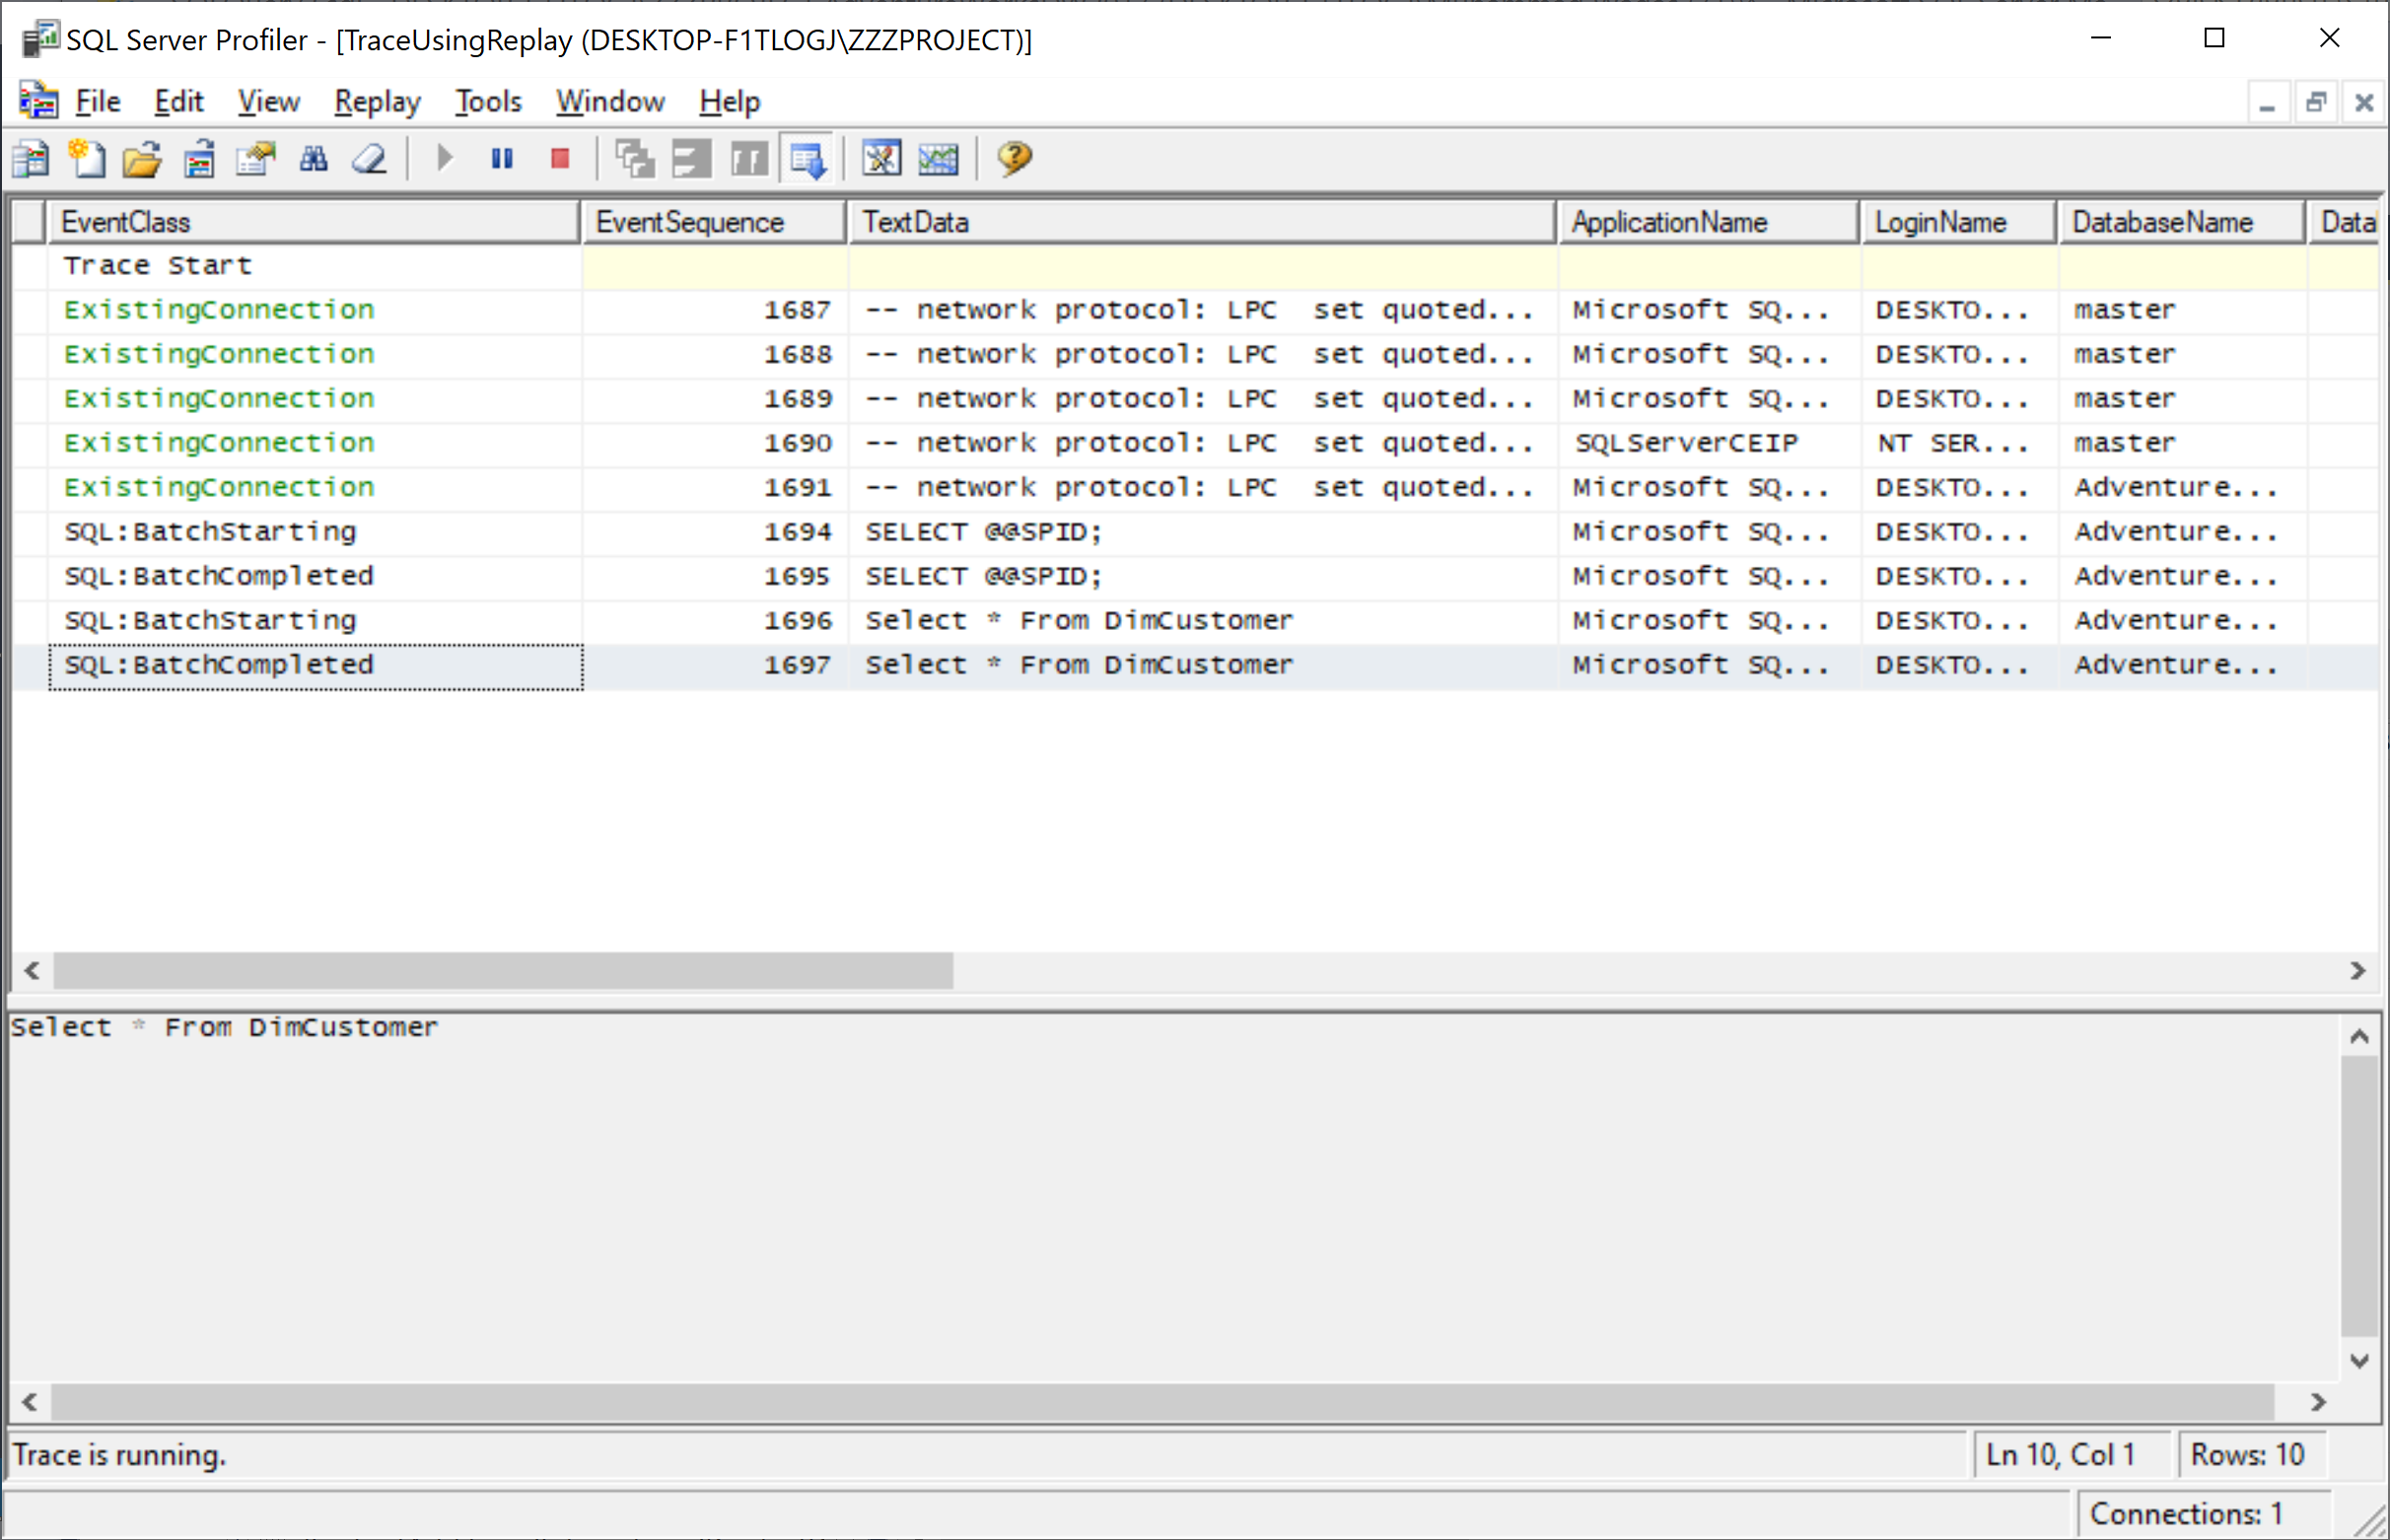 SQL Server Profiler - [TraceUsingReplay (DESKTOP-F1TLOGJ\ZZZPROJECT)]
File Edit View Replay Tools Window Help
EventClass EventSequence TextData ApplicationName LoginName DatabaseName Datal
Trace Start
ExistingConnection 1687 -- network protocol: LPC set quoted... Microsoft SQ... DESKTO... master
ExistingConnection 1688 -- network protocol: LPC set quoted... Microsoft SQ... DESKTO... master
ExistingConnection 1689 -- network protocol: LPC set quoted... Microsoft SQ... DESKTO... master
ExistingConnection 1690 -- network protocol: LPC set quoted... SQLServerCEIP NT SER... master
ExistingConnection 1691 -- network protocol: LPC set quoted... Microsoft SQ... DESKTO... Adventure...
SQL:BatchStarting 1694 SELECT @@SPID; Microsoft SQ... DESKTO... Adventure...
SQL:BatchCompleted 1695 SELECT @@SPID; Microsoft SQ... DESKTO... Adventure...
SQL:BatchStarting 1696 Select * From DimCustomer Microsoft SQ... DESKTO... Adventure...
SQL:BatchCompleted 1697 Select * From DimCustomer Microsoft SQ... DESKTO... Adventure...
Select * From DimCustomer
Trace is running. Ln 10, Col 1 Rows: 10
Connections: 1